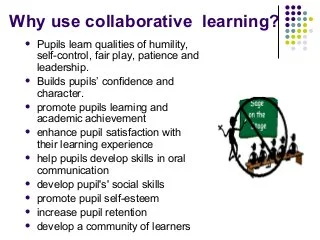 Why use collaborative learning?
Pupils learn qualities of humility,
self-control, fair play, patience and
leadership.
Builds pupils' confidence and
character.
promote pupils learning and
academic achievement
enhance pupil satisfaction with
their learning experience
help pupils develop skills in oral
communication
develop pupil's' social skills
promote pupil self-esteem
increase pupil retention
develop a community of learners
Sage
on the
Stage